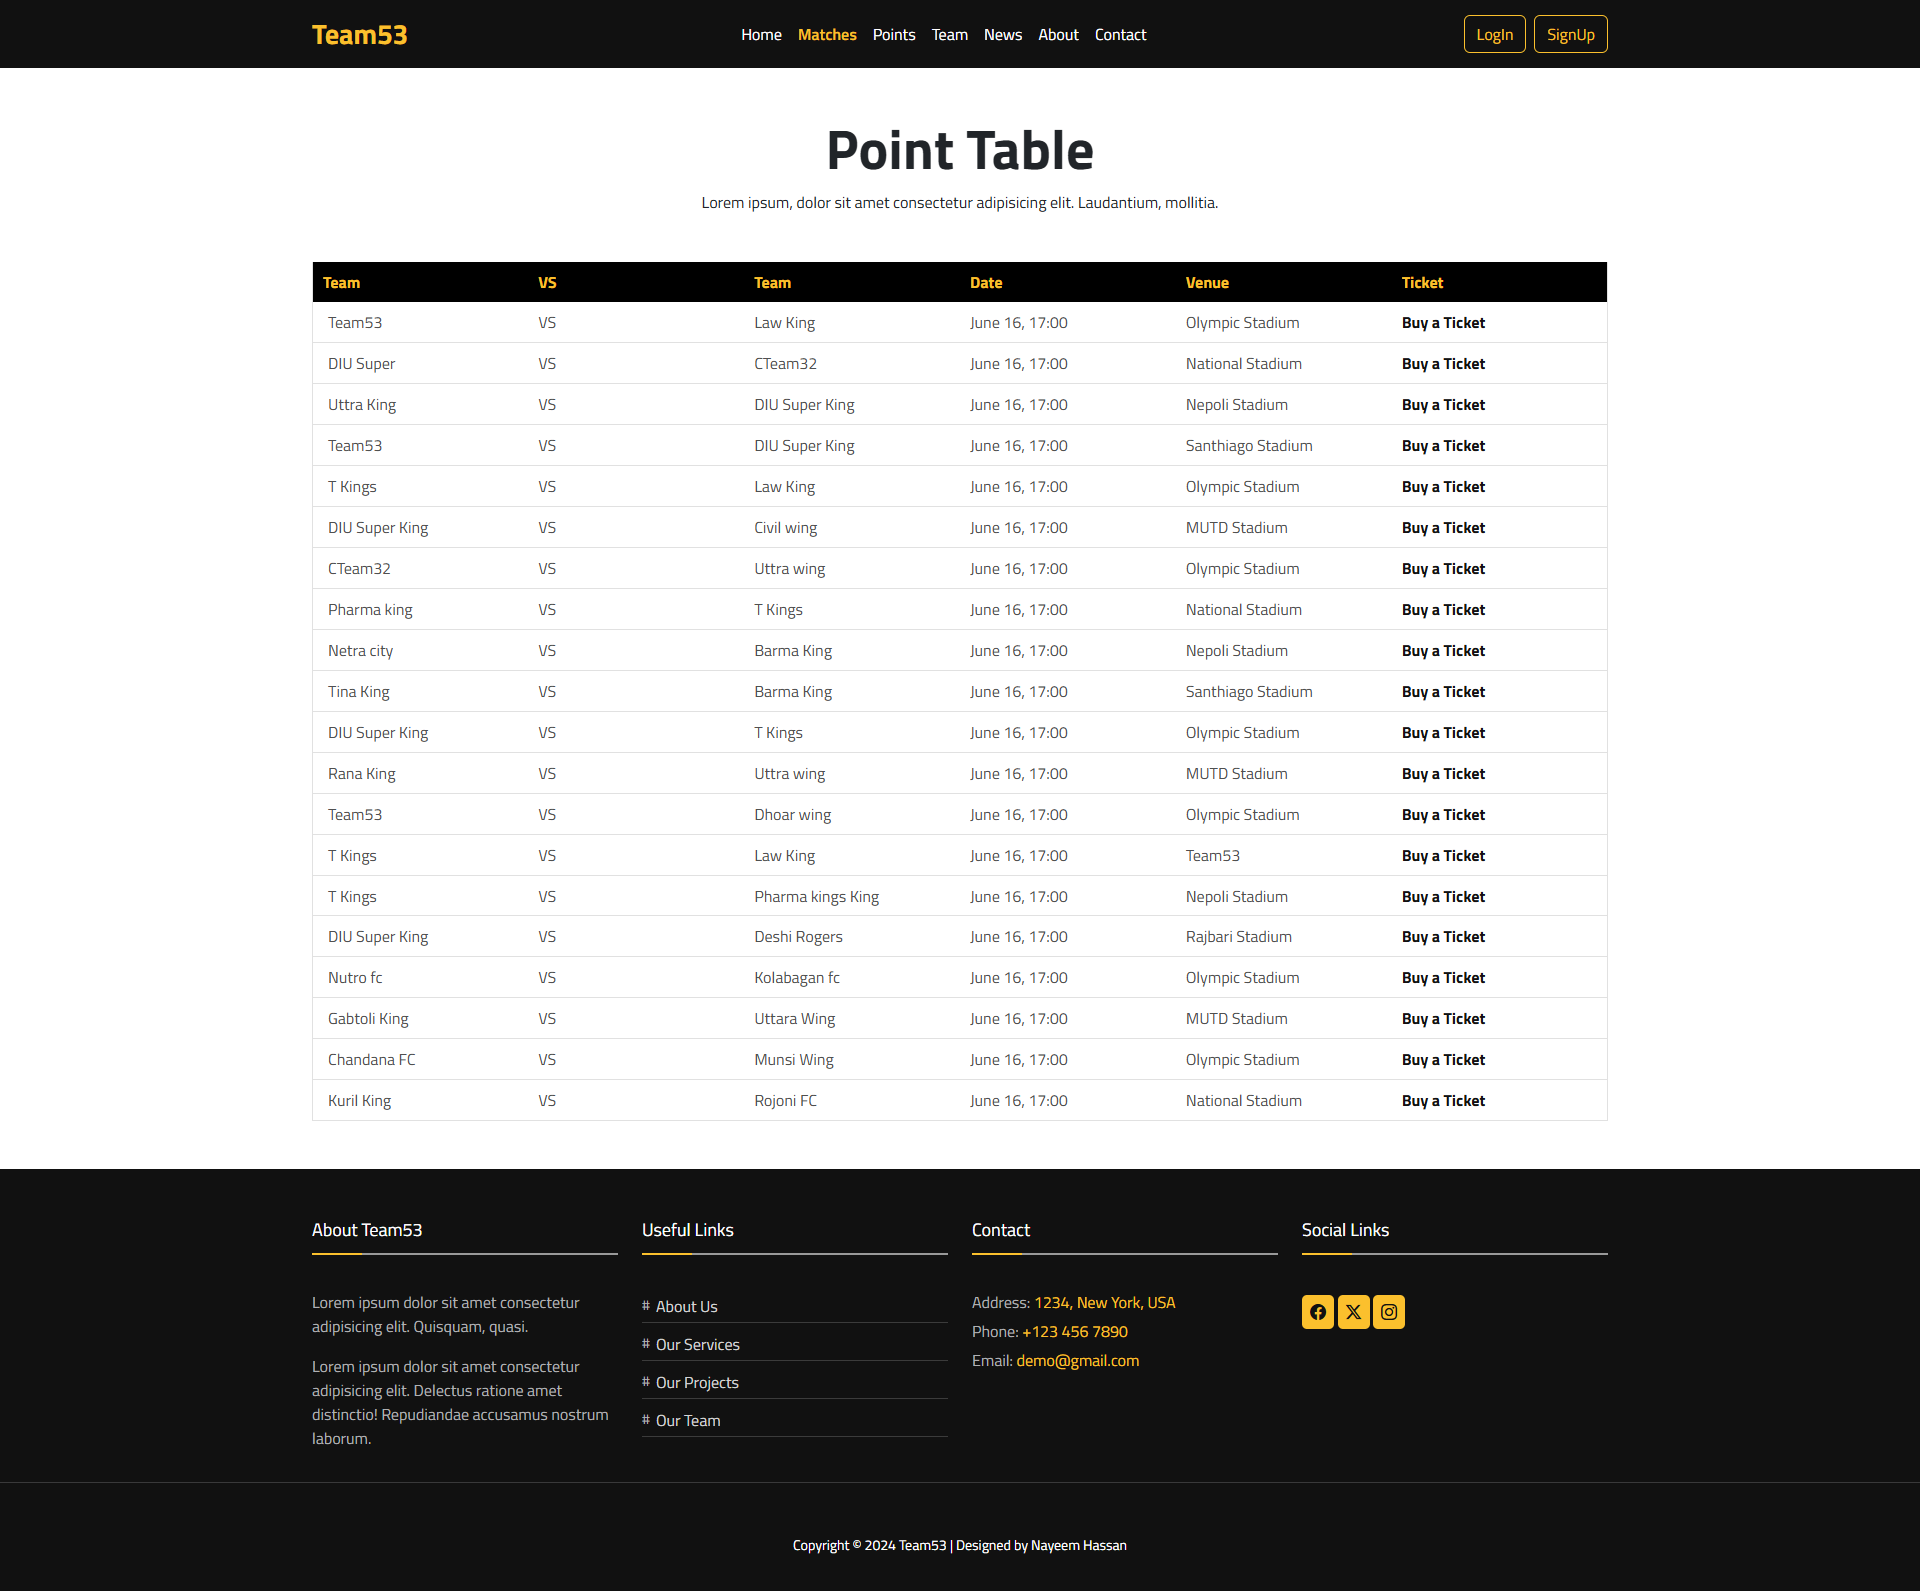 Team53 Home Matches Points Team News About Contact LogIn SignUp
Point Table
Lorem ipsum, dolor sit amet consectetur adipisicing elit. Laudantium, mollitia.
Team VS Team Date Venue Ticket
Team53 VS Law King June 16, 17:00 Olympic Stadium Buy a Ticket
DIU Super VS CTeam32 June 16, 17:00 National Stadium Buy a Ticket
Uttra King VS DIU Super King June 16, 17:00 Nepoli Stadium Buy a Ticket
Team53 VS DIU Super King June 16, 17:00 Santhiago Stadium Buy a Ticket
T Kings VS Law King June 16, 17:00 Olympic Stadium Buy a Ticket
DIU Super King VS Civil wing June 16, 17:00 MUTD Stadium Buy a Ticket
CTeam32 VS Uttra wing June 16, 17:00 Olympic Stadium Buy a Ticket
Pharma king VS T Kings June 16, 17:00 National Stadium Buy a Ticket
Netra city VS Barma King June 16, 17:00 Nepoli Stadium Buy a Ticket
Tina King VS Barma King June 16, 17:00 Santhiago Stadium Buy a Ticket
DIU Super King VS T Kings June 16, 17:00 Olympic Stadium Buy a Ticket
Rana King VS Uttra wing June 16, 17:00 MUTD Stadium Buy a Ticket
Team53 VS Dhoar wing June 16, 17:00 Olympic Stadium Buy a Ticket
T Kings VS Law King June 16, 17:00 Team53 Buy a Ticket
T Kings VS Pharma kings King June 16, 17:00 Nepoli Stadium Buy a Ticket
DIU Super King VS Deshi Rogers June 16, 17:00 Rajbari Stadium Buy a Ticket
Nutro fc VS Kolabagan fc June 16, 17:00 Olympic Stadium Buy a Ticket
Gabtoli King VS Uttara Wing June 16, 17:00 MUTD Stadium Buy a Ticket
Chandana FC VS Munsi Wing June 16, 17:00 Olympic Stadium Buy a Ticket
Kuril King VS Rojoni FC June 16, 17:00 National Stadium Buy a Ticket
About Team53
Lorem ipsum dolor sit amet consectetur
adipisicing elit. Quisquam, quasi.
Lorem ipsum dolor sit amet consectetur
adipisicing elit. Delectus ratione amet
distinctio! Repudiandae accusamus nostrum
laborum.
Useful Links
# About Us
# Our Services
# Our Projects
# Our Team
Contact
Address: 1234, New York, USA
Phone: +123 456 7890
Email: demo@gmail.com
Social Links
Copyright © 2024 Team53 | Designed by Nayeem Hassan